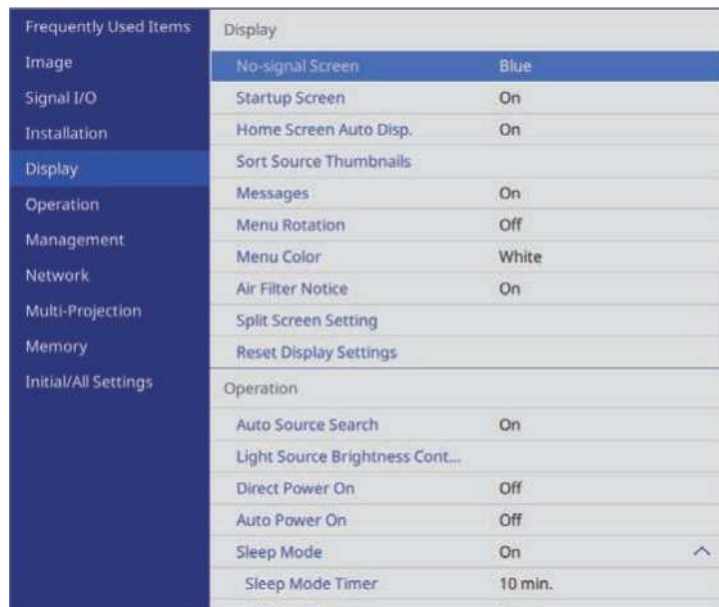 Frequently Used Items
Image
Signal I/O
Installation
Display
Operation
Management
Network
Multi-Projection
Memory
Initial/All Settings
Display
No-signal Screen Blue
Startup Screen On
Home Screen Auto Disp. On
Sort Source Thumbnails
Messages On
Menu Rotation Off
Menu Color White
Air Filter Notice On
Split Screen Setting
Reset Display Settings
Operation
Auto Source Search On
Light Source Brightness Cont...
Direct Power On Off
Auto Power On Off
Sleep Mode On
Sleep Mode Timer 10 min.